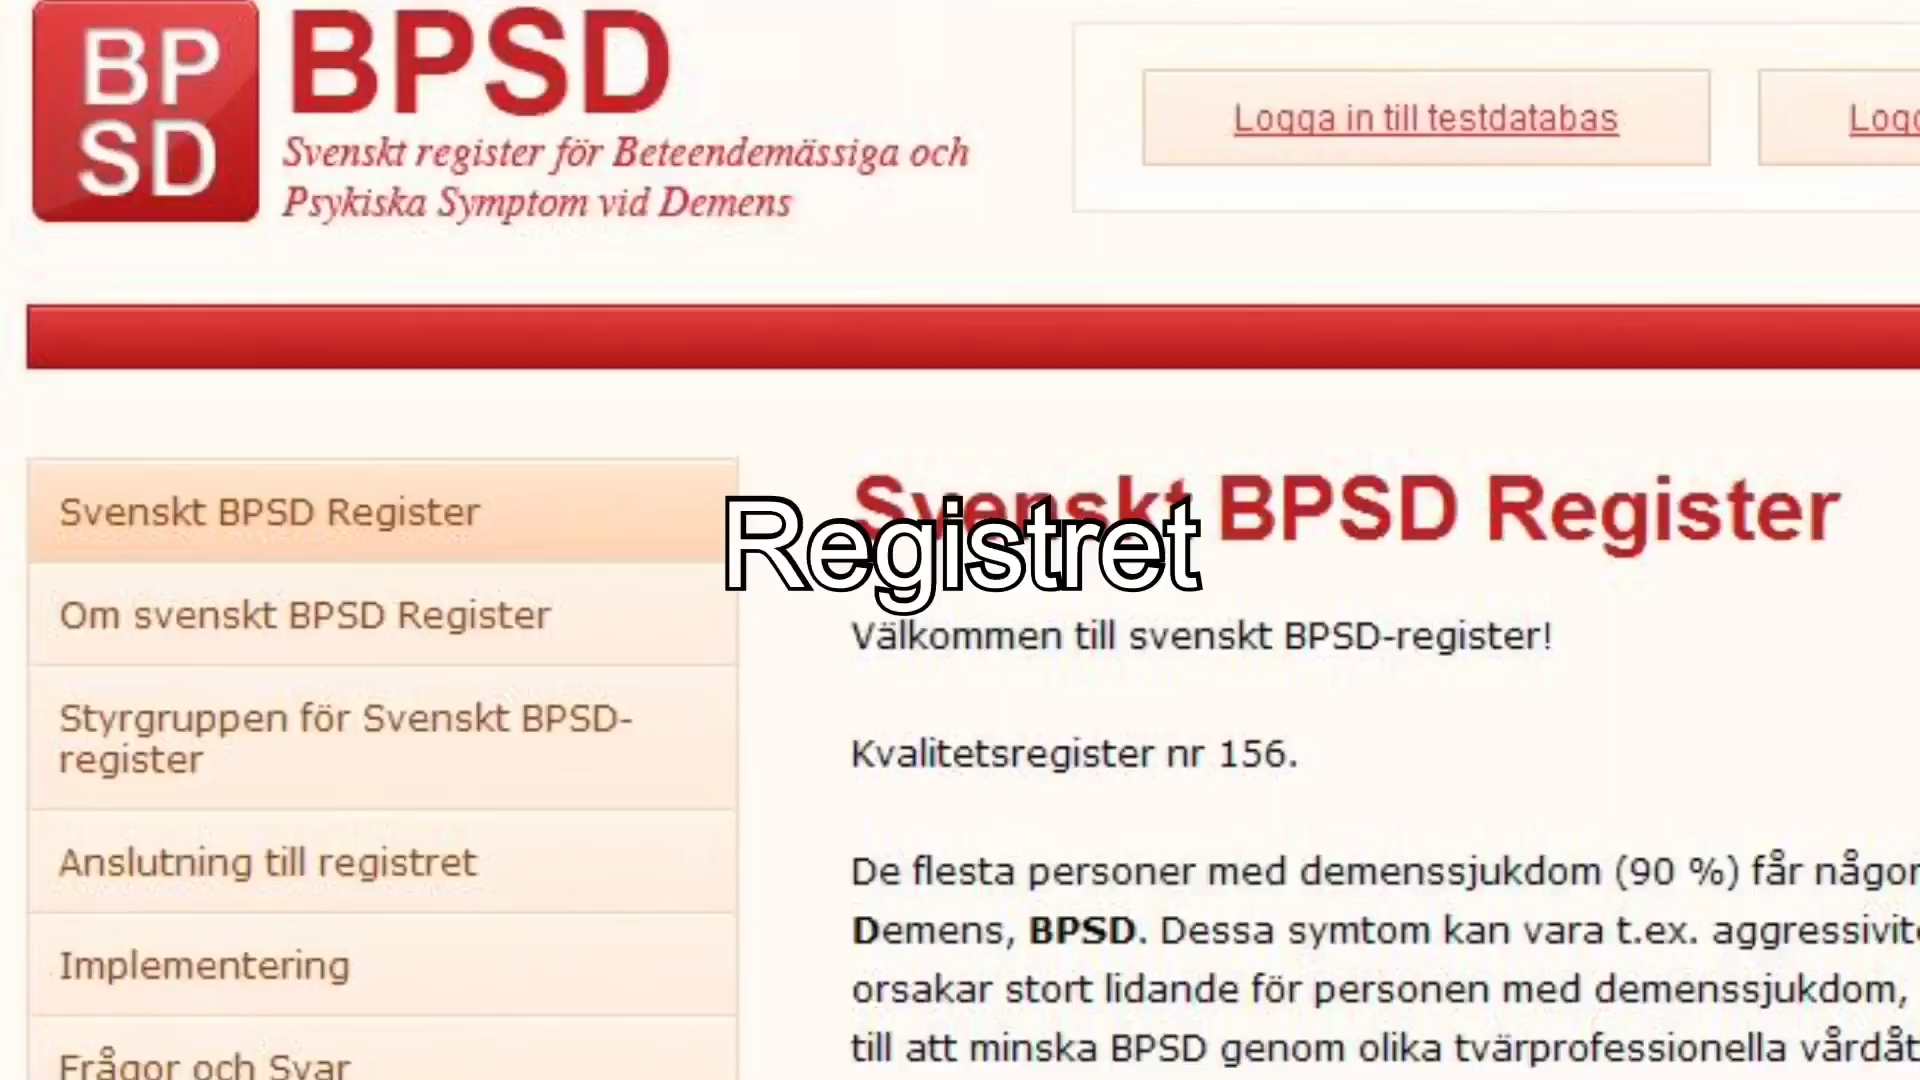 BP
SD
BPSD
Svenskt register för Beteendemässiga och
Psykiska Symptom vid Demens
Logga in till testdatabas
Svenskt BPSD Register
Om svenskt BPSD Register
Styrgruppen för Svenskt BPSD-
register
Anslutning till registret
Implementering
Frågor och Svar
Svenskt BPSD Register
Registret
Välkommen till svenskt BPSD-register!
Kvalitetsregister nr 156.
De flesta personer med demenssjukdom (90 %) får
Demens, BPSD. Dessa symtom kan vara t.ex.
orsakar stort lidande för personen med demenssjukdom,
till att minska BPSD genom olika tvärprofessionella